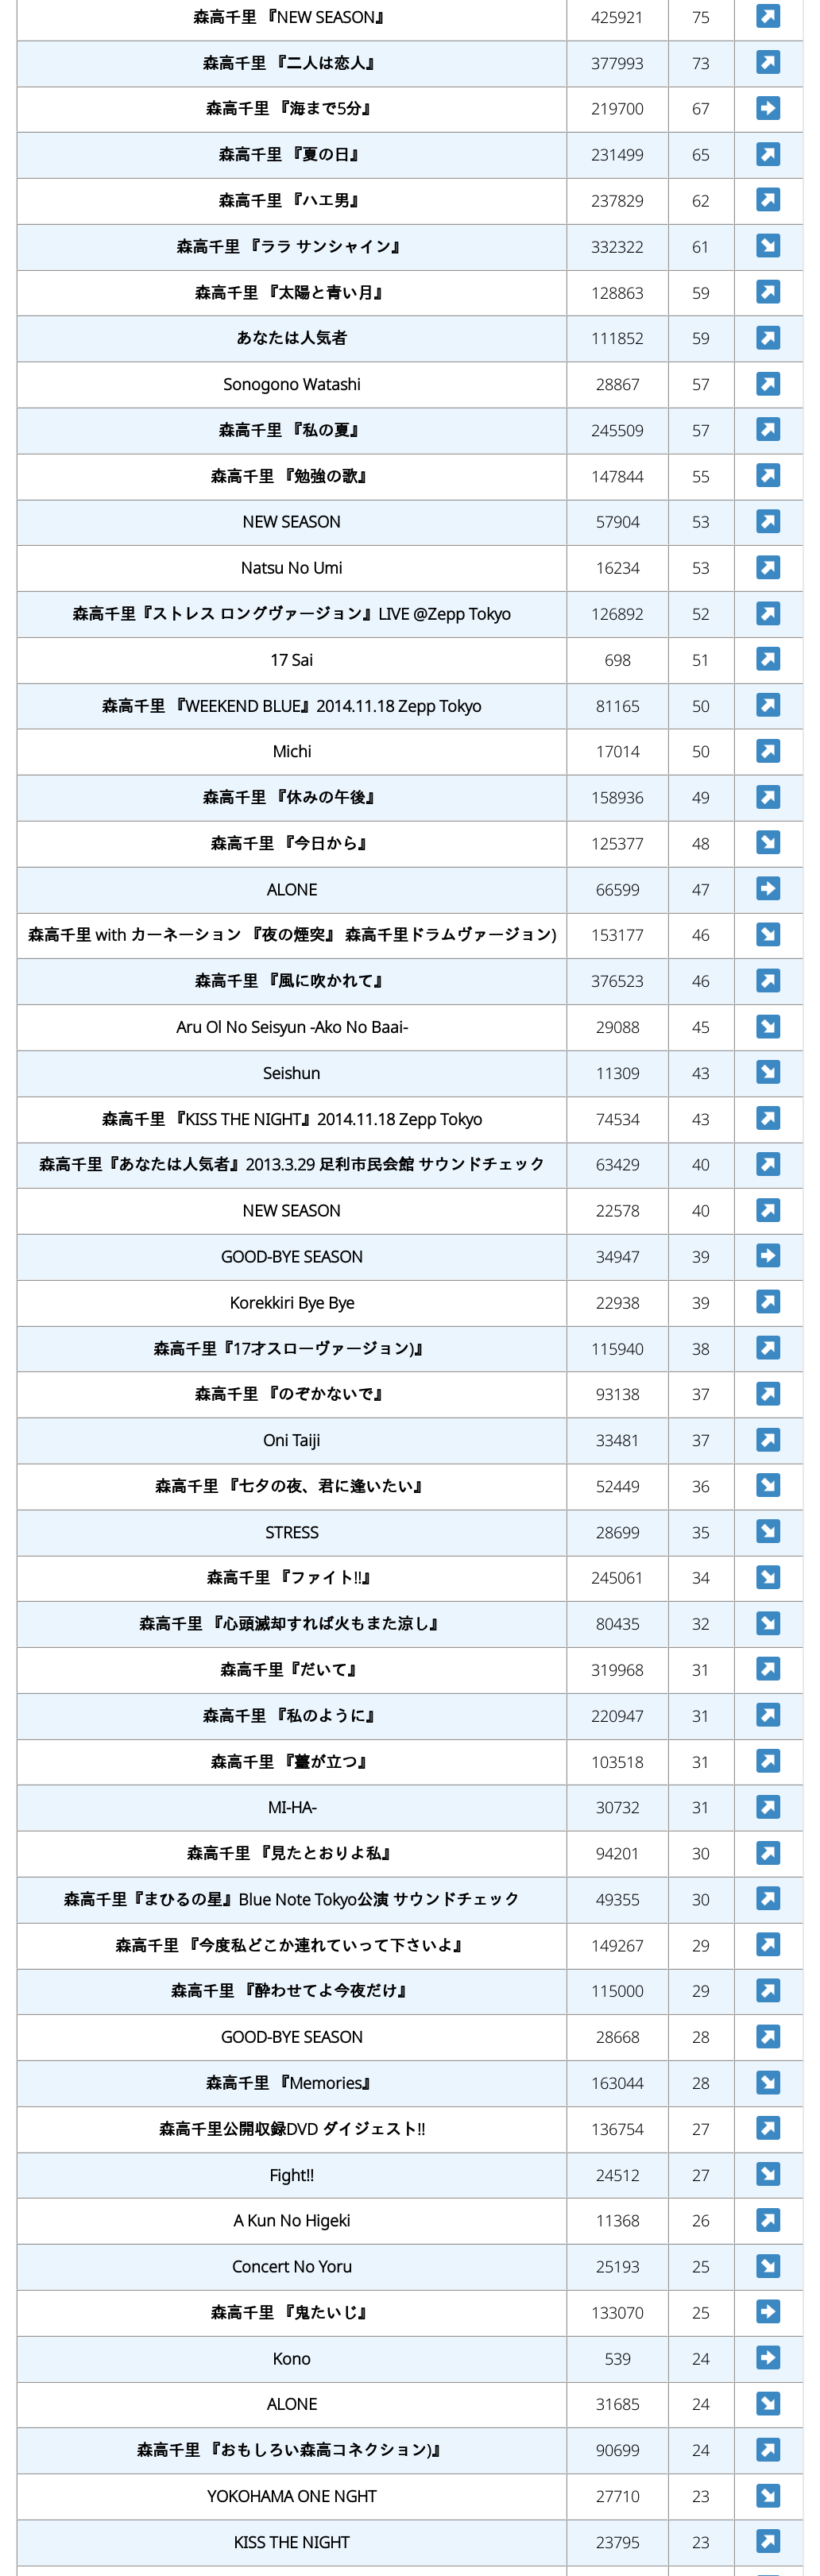 森高千里 『NEW SEASON』 425921 75
森高千里 『二人は恋人』 377993 73
森高千里 『海まで5分』 219700 67
森高千里 『夏の日』 231499 65
森高千里 『ハエ男』 237829 62
森高千里 『ララ サンシャイン』 332322 61
森高千里 『太陽と青い月』 128863 59
あなたは人気者 111852 59
Sonogono Watashi 28867 57
森高千里 『私の夏』 245509 57
森高千里 『勉強の歌』 147844 55
NEW SEASON 57904 53
Natsu No Umi 16234 53
森高千里『ストレス ロングヴァージョン』LIVE @Zepp Tokyo 126892 52
17 Sai 698 51
森高千里 『WEEKEND BLUE』2014.11.18 Zepp Tokyo 81165 50
Michi 17014 50
森高千里 『休みの午後』 158936 49
森高千里 『今日から』 125377 48
ALONE 66599 47
森高千里 with カーネーション 『夜の煙突』 森高千里ドラムヴァージョン) 153177 46
森高千里 『風に吹かれて』 376523 46
Aru Ol No Seisyun -Ako No Baai- 29088 45
Seishun 11309 43
森高千里 『KISS THE NIGHT』2014.11.18 Zepp Tokyo 74534 43
森高千里『あなたは人気者』2013.3.29 足利市民会館 サウンドチェック 63429 40
NEW SEASON 22578 40
GOOD-BYE SEASON 34947 39
Korekkiri Bye Bye 22938 39
森高千里『17才スローヴァージョン)』 115940 38
森高千里 『のぞかないで』 93138 37
Oni Taiji 33481 37
森高千里 『七夕の夜、君に逢いたい』 52449 36
STRESS 28699 35
森高千里 『ファイト!!』 245061 34
森高千里 『心頭滅却すれば火もまた涼し』 80435 32
森高千里『だいて』 319968 31
森高千里 『私のように』 220947 31
森高千里 『薹が立つ』 103518 31
MI-HA- 30732 31
森高千里 『見たとおりよ私』 94201 30
森高千里『まひるの星』Blue Note Tokyo公演 サウンドチェック 49355 30
森高千里 『今度私どこか連れていって下さいよ』 149267 29
森高千里 『酔わせてよ今夜だけ』 115000 29
GOOD-BYE SEASON 28668 28
森高千里 『Memories』 163044 28
森高千里公開収録DVD ダイジェスト!! 136754 27
Fight!! 24512 27
A Kun No Higeki 11368 26
Concert No Yoru 25193 25
森高千里 『鬼たいじ』 133070 25
Kono 539 24
ALONE 31685 24
森高千里 『おもしろい森高コネクション)』 90699 24
YOKOHAMA ONE NGHT 27710 23
KISS THE NIGHT 23795 23